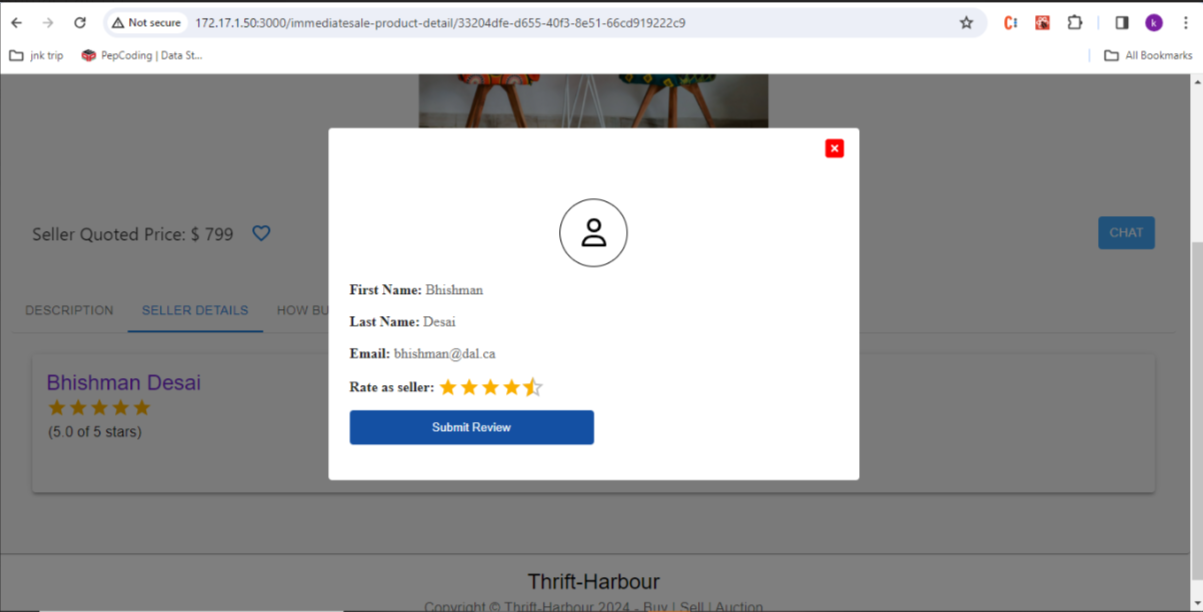 Not secure
172.17.1.50:3000/immediatesale-product-detail/33204dfe-d655-40f3-8e51-66cd919222c9
k
jnk trip
PepCoding | Data St...
All Bookmarks
Seller Quoted Price: $ 799
CHAT
DESCRIPTION
SELLER DETAILS
HOW BU
Bhishman Desai
(5.0 of 5 stars)
First Name: Bhishman
Last Name: Desai
Email: bhishman@dal.ca
Rate as seller:
Submit Review
Thrift-Harbour
Copyright © Thrift-Harbour 2024 - Buy | Sell | Auction